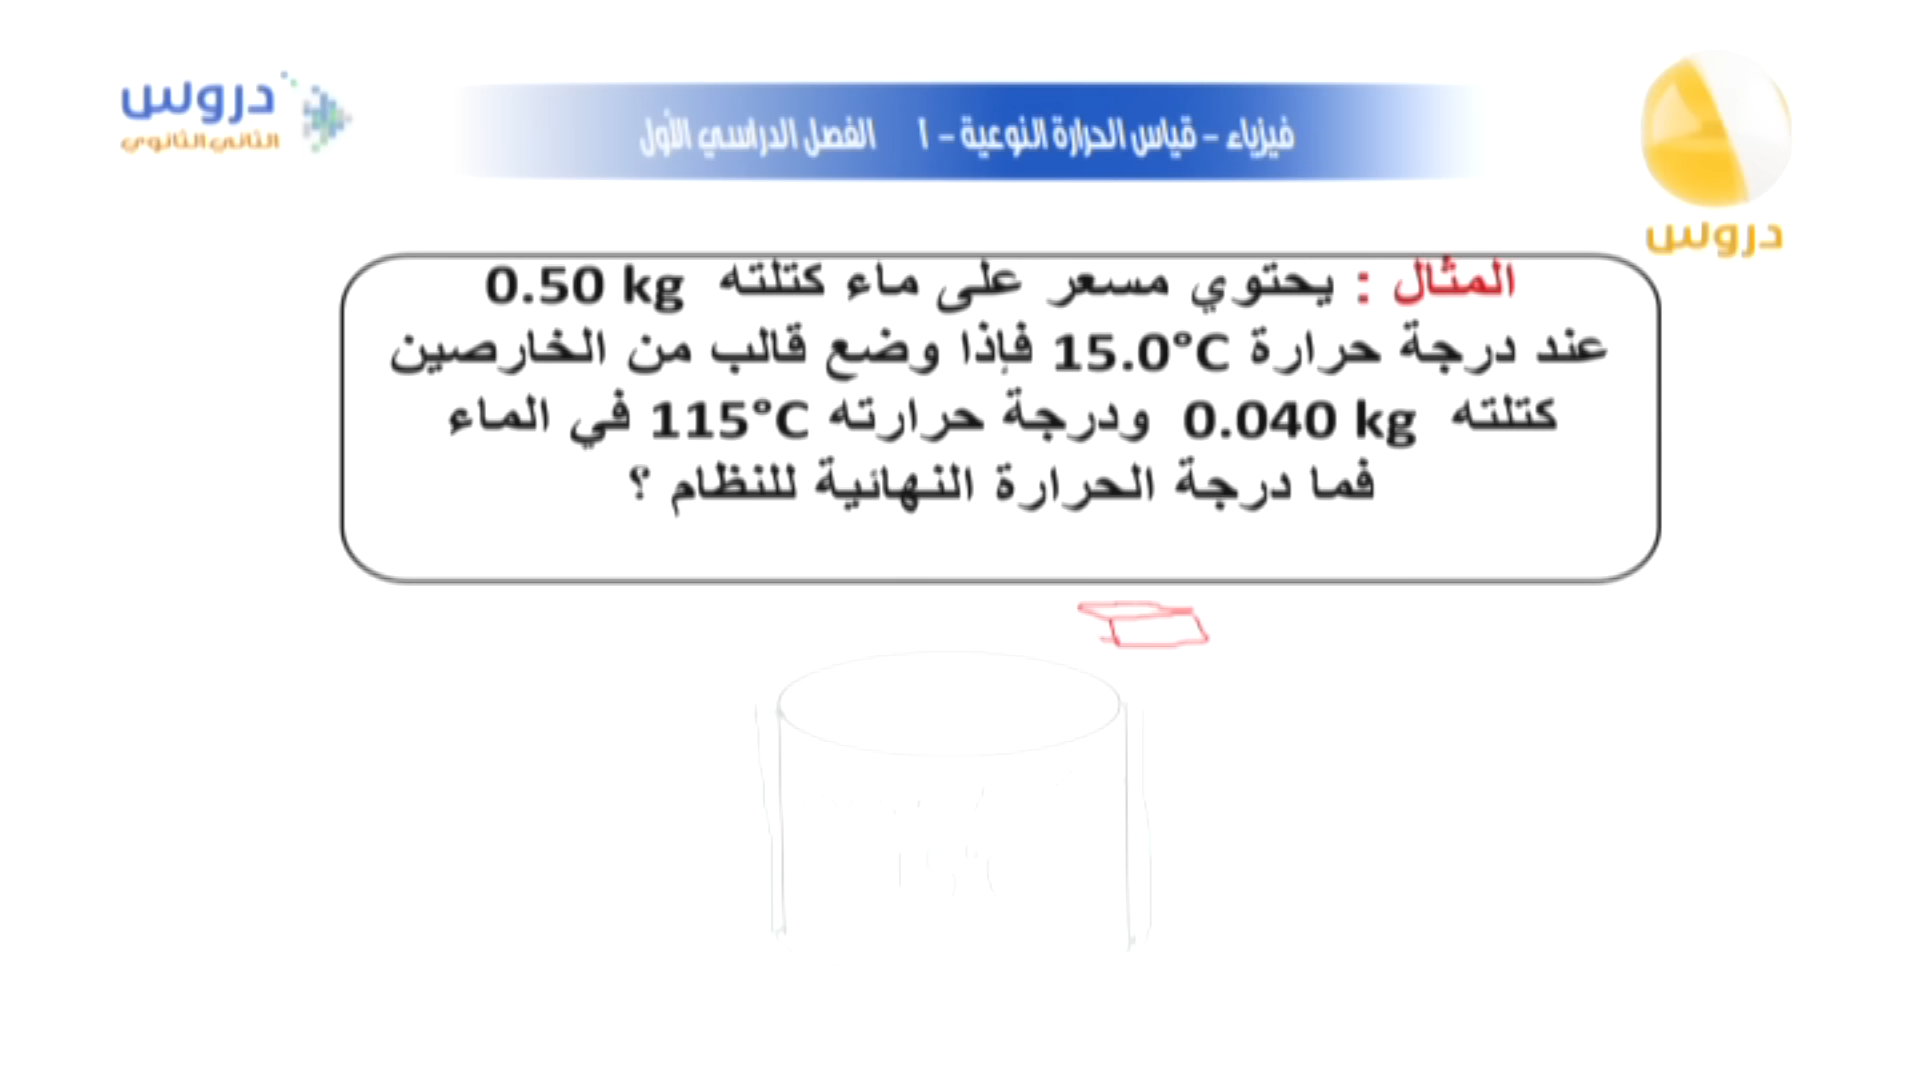 دروس
الثاني الثانوي
فيزياء - قياس الحرارة النوعية - ١ الفصل الدراسي الأول
دروس
المثال : يحتوي مسعر على ماء كتلته 0.50 kg
عند درجة حرارة 15.0°C فإذا وضع قالب من الخارصين
كتلته 0.040 kg ودرجة حرارته 115°C في الماء
فما درجة الحرارة النهائية للنظام ؟